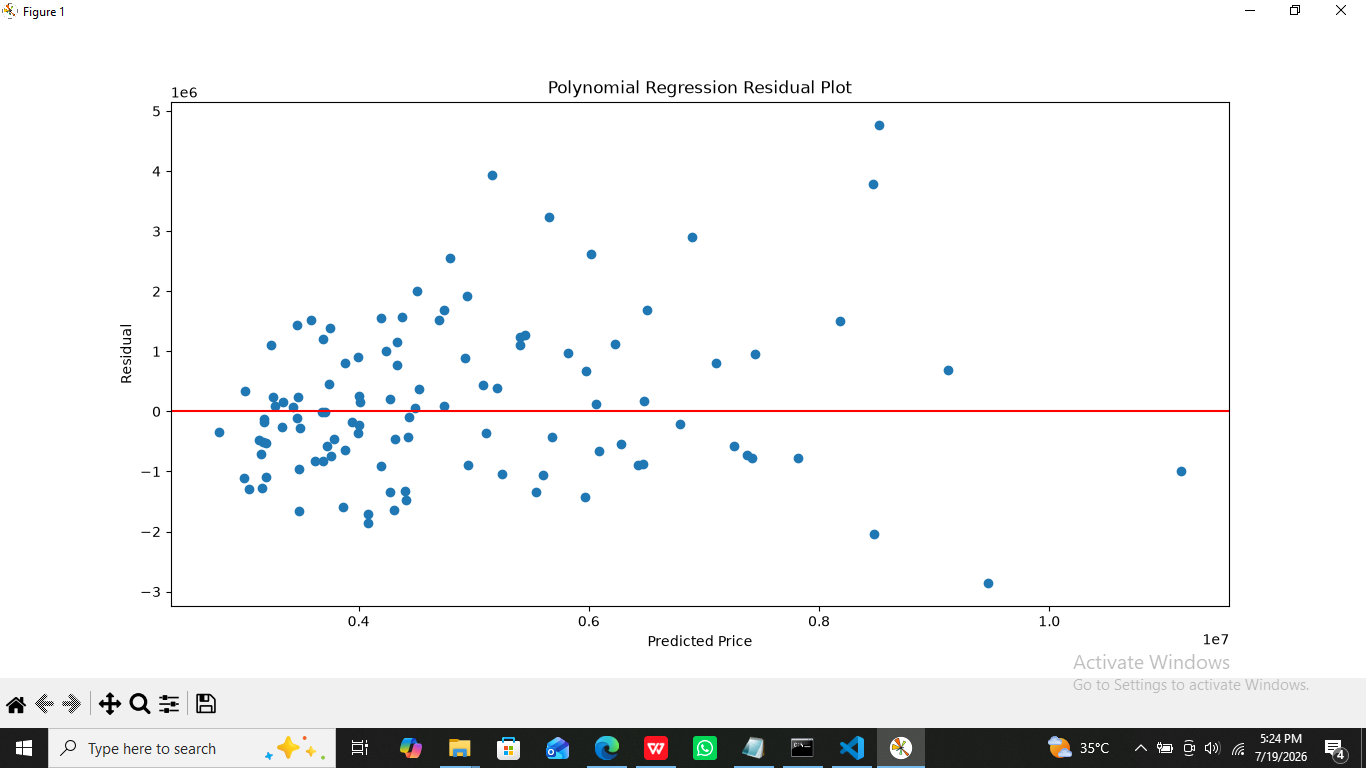 Figure 1
Polynomial Regression Residual Plot
1e6
5
4
3
2
1
0
−1
−2
−3
Residual
0.4
0.6
0.8
1.0
1e7
Predicted Price
Activate Windows
Go to Settings to activate Windows.
Type here to search
W
35°C
5:24 PM
7/19/2026
4